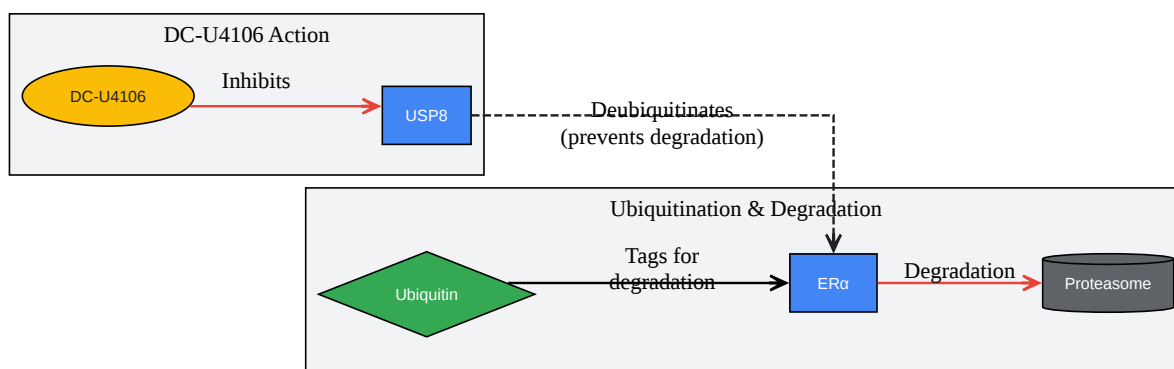 DC-U4106 Action
Inhibits
DC-U4106
USP8
Deubiquitinates
(prevents degradation)
Ubiquitination & Degradation
Tags for
degradation
Degradation
Ubiquitin
ERα
Proteasome